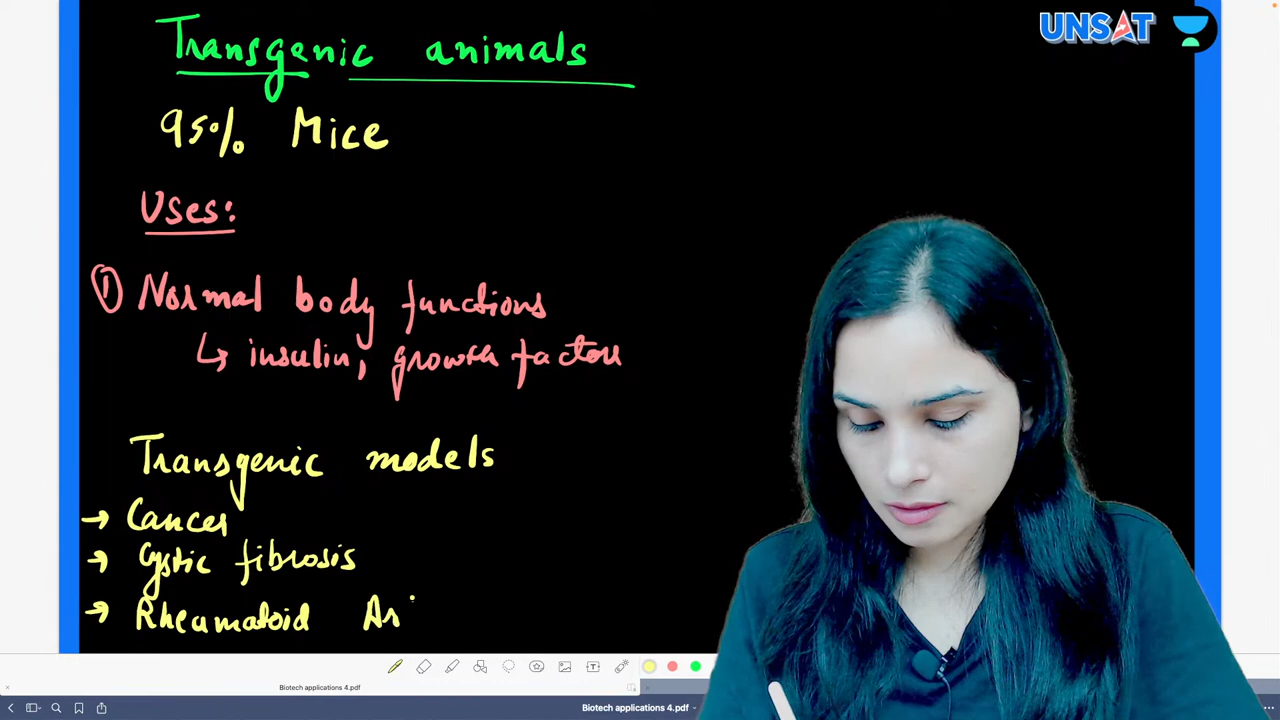 UNSAT
Transgenic animals
95% Mice
Uses:
① Normal body functions
↳ insulin, growth factors
Transgenic models
→ Cancer
→ Cystic fibrosis
→ Rheumatoid Ar
Biotech applications 4.pdf
Biotech applications 4.pdf